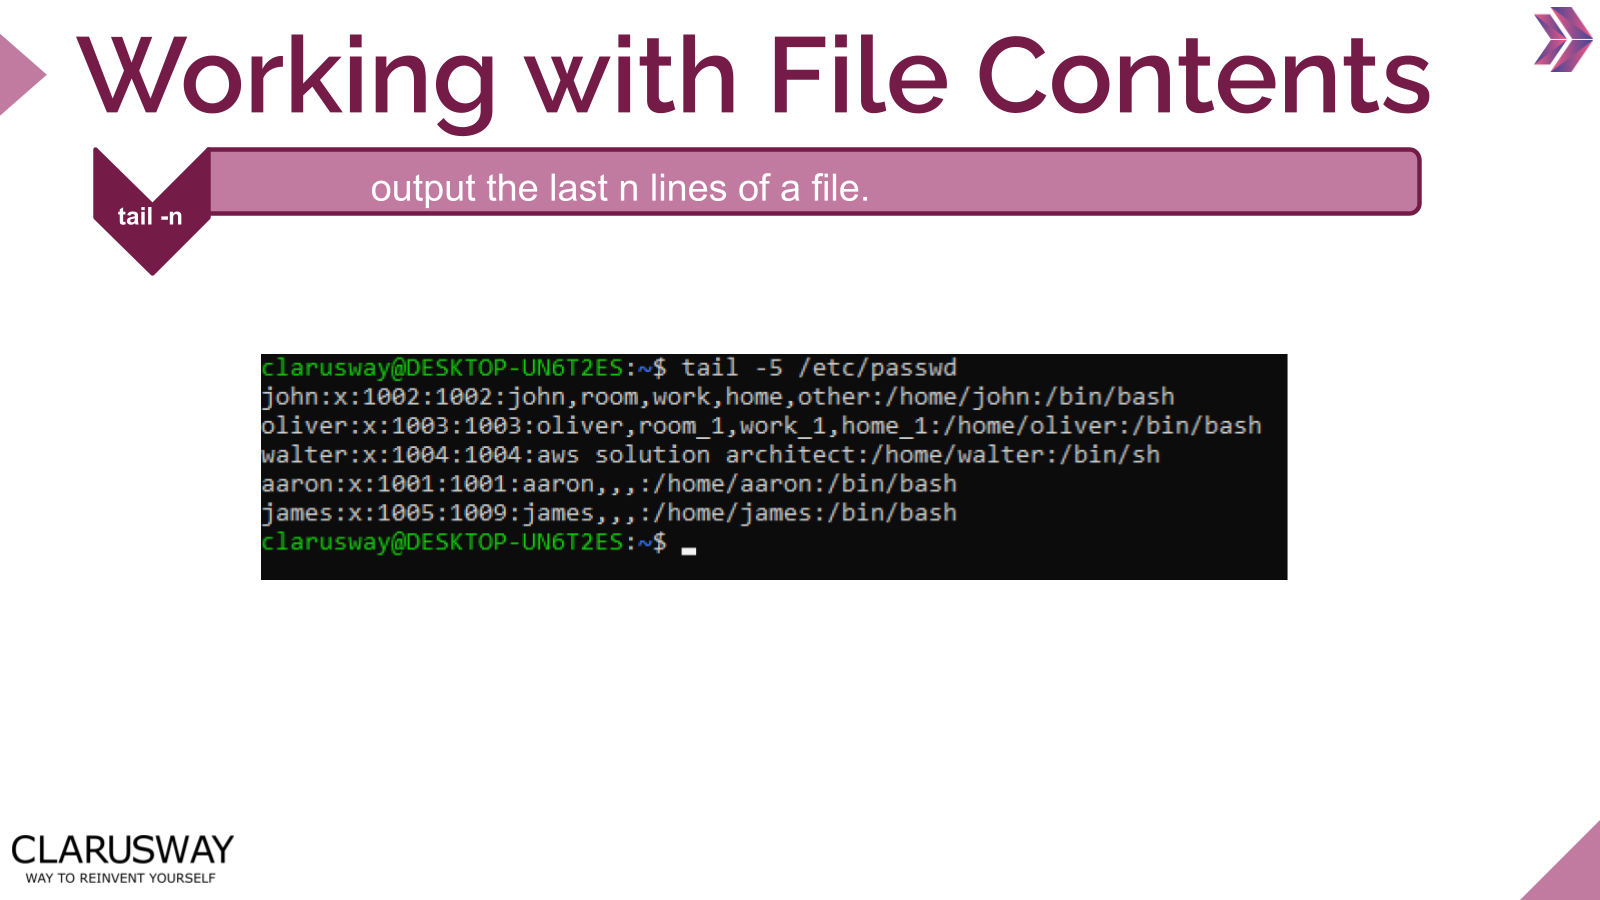 Working with File Contents
output the last n lines of a file.
tail -n
clarusway@DESKTOP-UN6T2ES:~$ tail -5 /etc/passwd
john:x:1002:1002:john,room,work,home,other:/home/john:/bin/bash
oliver:x:1003:1003:oliver,room_1,work_1,home_1:/home/oliver:/bin/bash
walter:x:1004:1004:aws solution architect:/home/walter:/bin/sh
aaron:x:1001:1001:aaron,,,:/home/aaron:/bin/bash
james:x:1005:1009:james,,,:/home/james:/bin/bash
clarusway@DESKTOP-UN6T2ES:~$
CLARUSWAY
WAY TO REINVENT YOURSELF